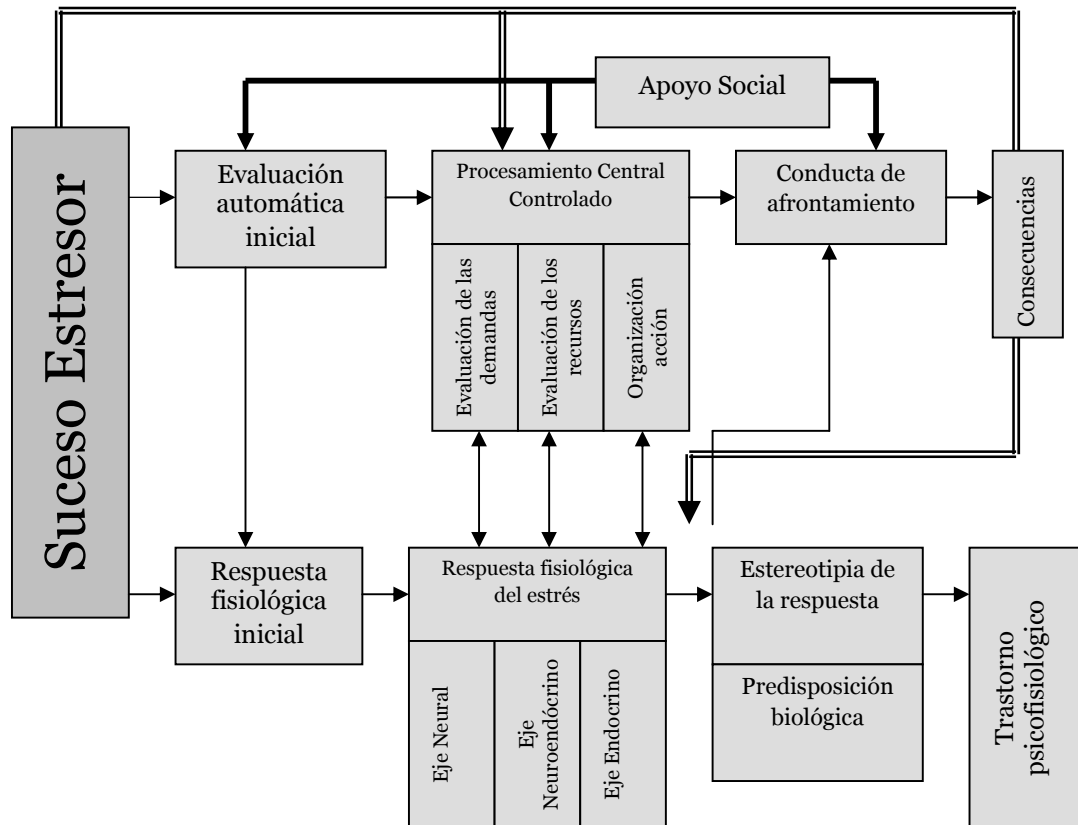 Apoyo Social
Suceso Estresor
Evaluación
automática
inicial
Procesamiento Central
Controlado
Conducta de
afrontamiento
Consecuencias
Evaluación de las
demandas
Evaluación de los
recursos
Organización
acción
Respuesta
fisiológica
inicial
Respuesta fisiológica
del estrés
Estereotipia de
la respuesta
Trastorno
psicofisiológico
Eje Neural
Eje
Neuroendócrino
Eje Endocrino
Predisposición
biológica